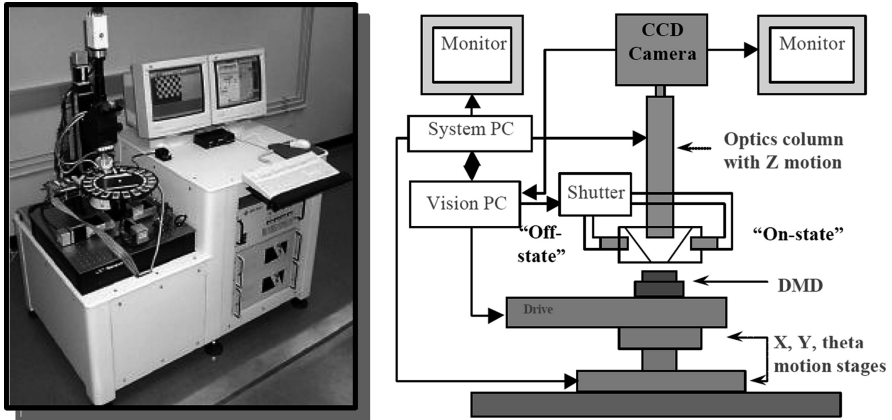 CCD
Camera
Monitor
Monitor
System PC
Optics column
with Z motion
Vision PC
Shutter
“Off-
state”
“On-state”
DMD
Drive
X, Y, theta
motion stages